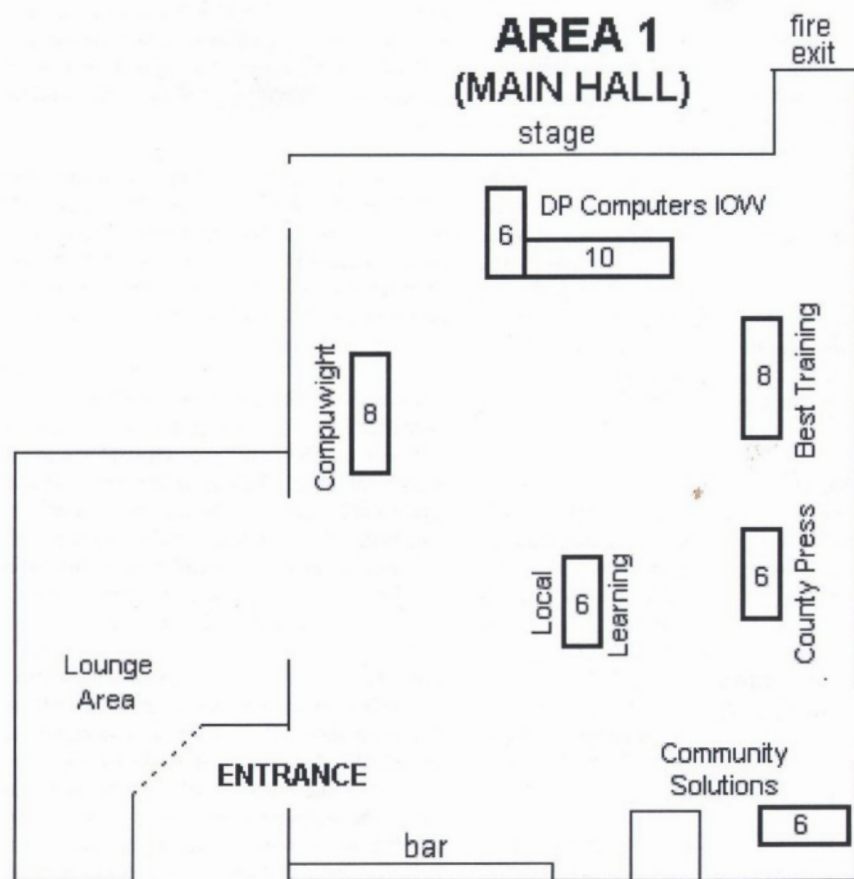 AREA 1
(MAIN HALL)
fire
exit
stage
DP Computers IOW
6
10
Compuwight
8
8
Best Training
Local
6
Learning
6
County Press
Lounge
Area
ENTRANCE
Community
Solutions
6
bar